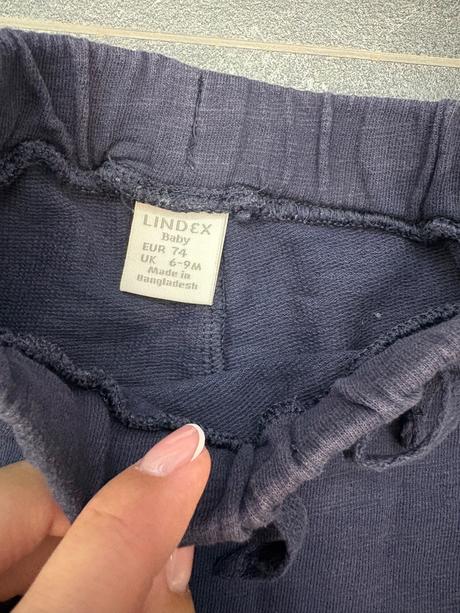 LINDEX
Baby
EUR 74
UK 6-9M
Made in
Bangladesh